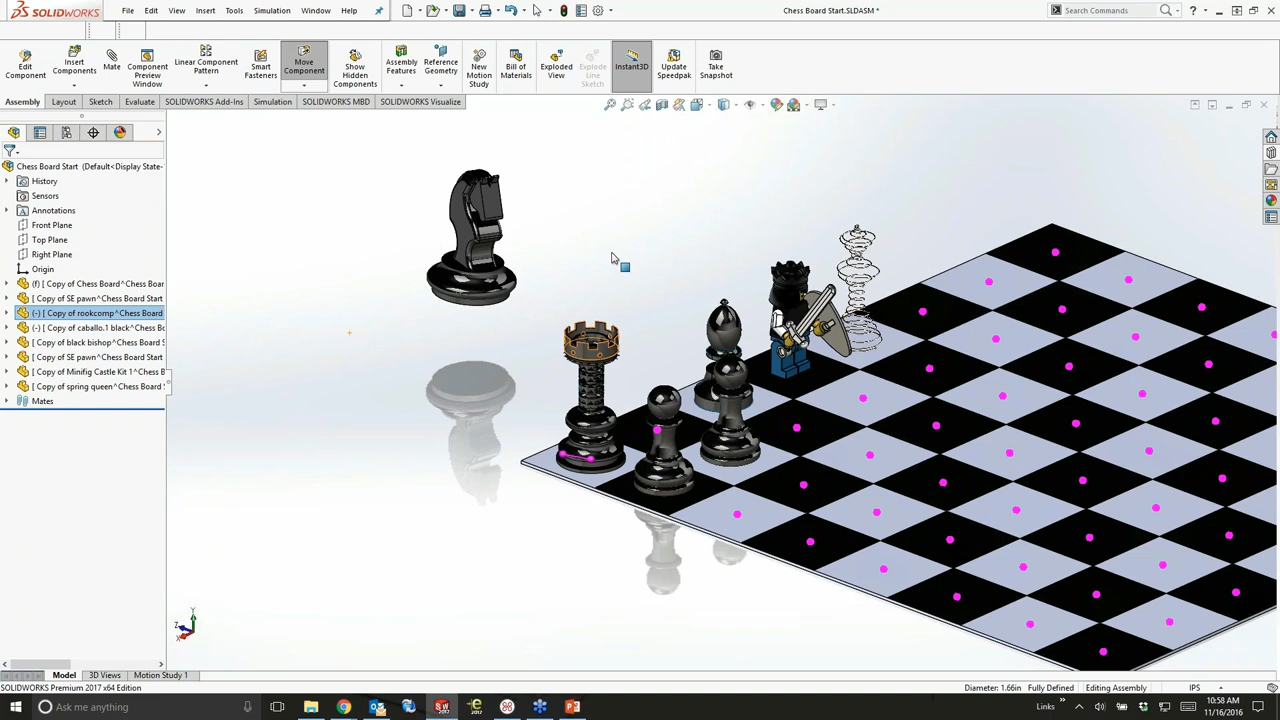 SOLIDWORKS File Edit View Insert Tools Simulation Window Help Chess Board Start.SLDASM * Search Commands
Edit Component
Insert Components
Mate
Component Preview Window
Linear Component Pattern
Smart Fasteners
Move Component
Show Hidden Components
Assembly Features
Reference Geometry
New Motion Study
Bill of Materials
Exploded View
Explode Line Sketch
Instant3D
Update Speedpak
Take Snapshot
Assembly Layout Sketch Evaluate SOLIDWORKS Add-Ins Simulation SOLIDWORKS MBD SOLIDWORKS Visualize
Chess Board Start (Default<Display State-
History
Sensors
Annotations
Front Plane
Top Plane
Right Plane
Origin
(f) [ Copy of Chess Board^Chess Boar
[ Copy of SE pawn^Chess Board Start
(-) [ Copy of rookcomp^Chess Board
(-) [ Copy of caballo.1 black^Chess Bo
[ Copy of black bishop^Chess Board
[ Copy of SE pawn^Chess Board Start
[ Copy of Minifig Castle Kit 1^Chess B
[ Copy of spring queen^Chess Board
Mates
Y
Z
X
Model 3D Views Motion Study 1
SOLIDWORKS Premium 2017 x64 Edition Diameter: 1.66in Fully Defined Editing Assembly IPS
Ask me anything Links 10:58 AM
11/16/2016